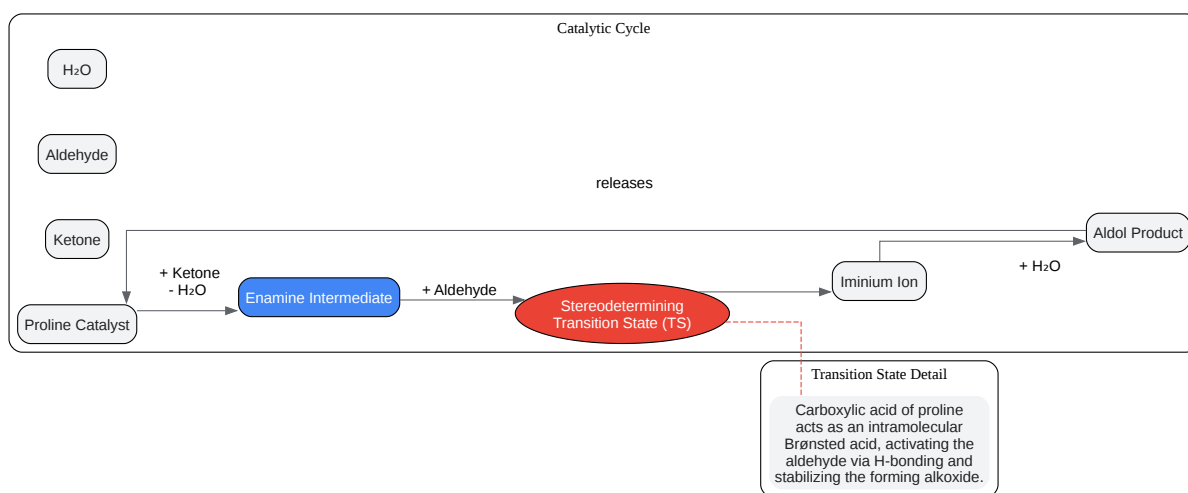 Catalytic Cycle
H₂O
Aldehyde
releases
Ketone
Aldol Product
+ Ketone
- H₂O
+ H₂O
Iminium Ion
Enamine Intermediate
+ Aldehyde
Stereodetermining
Transition State (TS)
Proline Catalyst
Transition State Detail
Carboxylic acid of proline
acts as an intramolecular
Brønsted acid, activating the
aldehyde via H-bonding and
stabilizing the forming alkoxide.